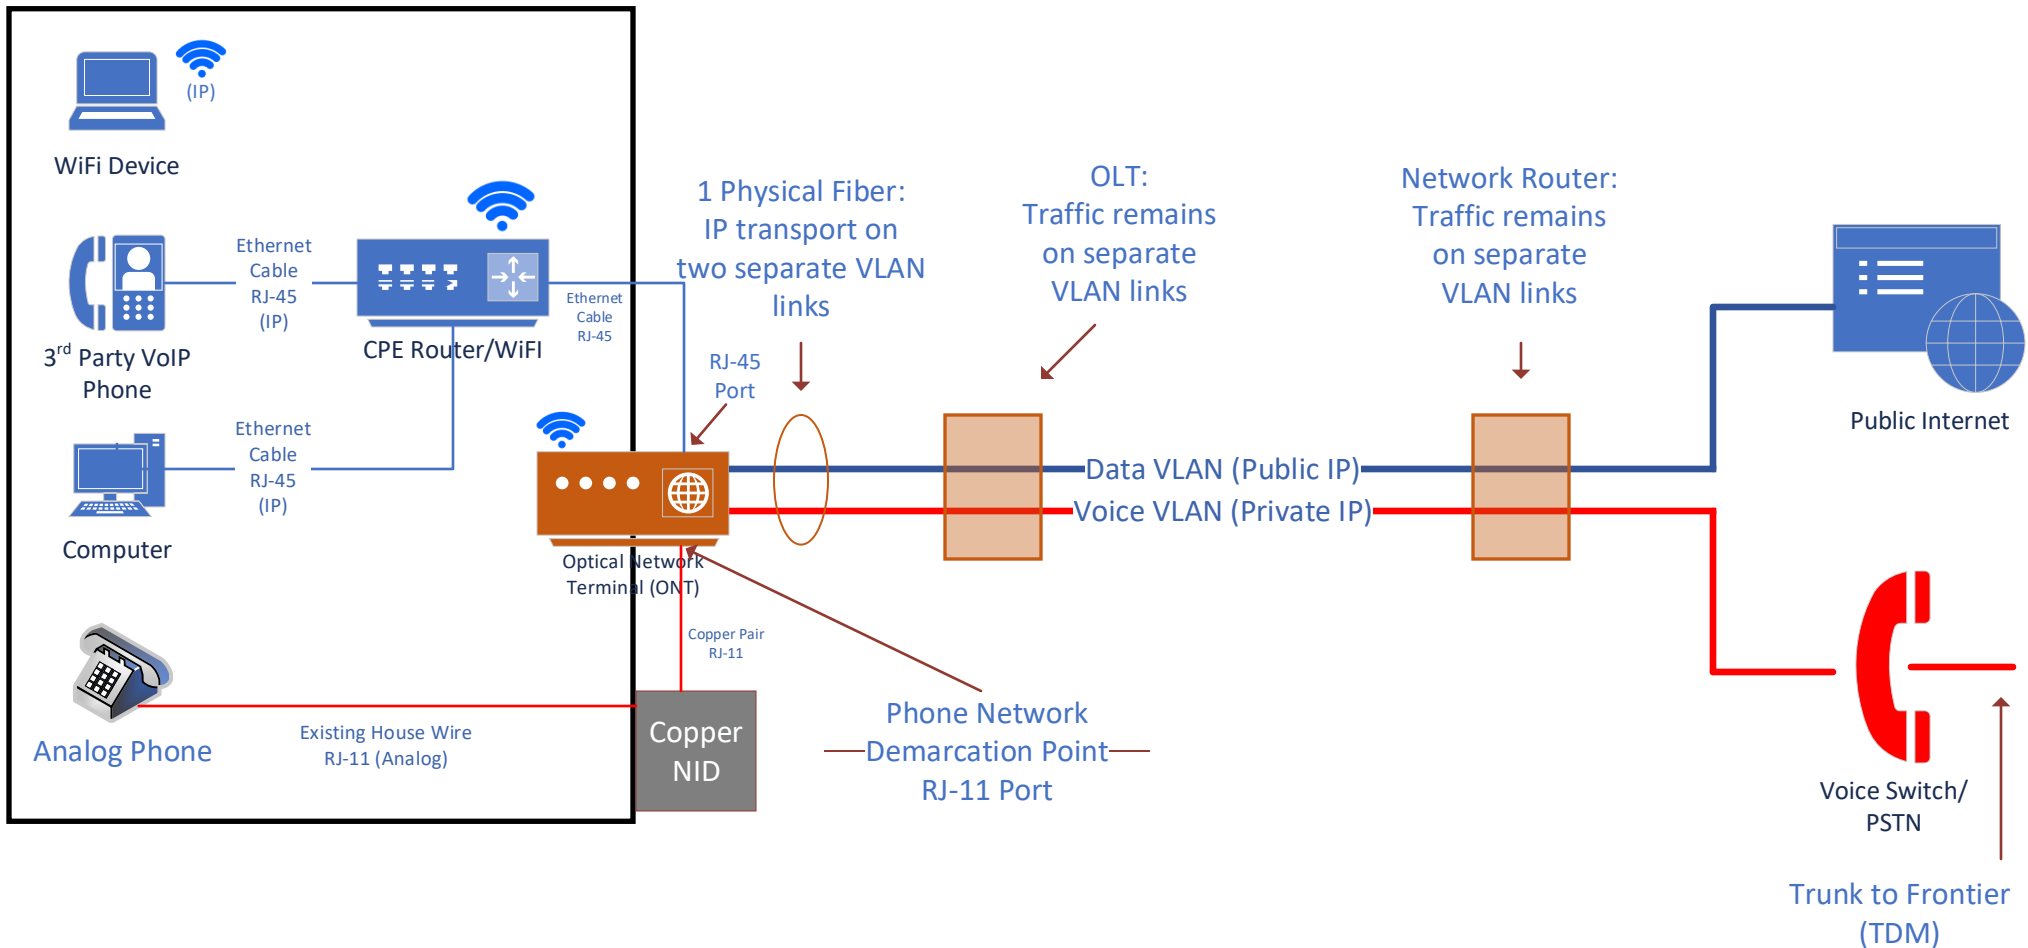 (IP)
WiFi Device
Ethernet
Cable
RJ-45
(IP)
3rd Party VoIP
Phone
CPE Router/WiFI
Ethernet
Cable
RJ-45
Ethernet
Cable
RJ-45
(IP)
Computer
RJ-45
Port
1 Physical Fiber:
IP transport on
two separate VLAN
links
OLT:
Traffic remains
on separate
VLAN links
Network Router:
Traffic remains
on separate
VLAN links
Public Internet
Data VLAN (Public IP)
Voice VLAN (Private IP)
Optical Network
Terminal (ONT)
Copper Pair
RJ-11
Analog Phone
Existing House Wire
RJ-11 (Analog)
Copper
NID
Phone Network
Demarcation Point
RJ-11 Port
Voice Switch/
PSTN
Trunk to Frontier
(TDM)